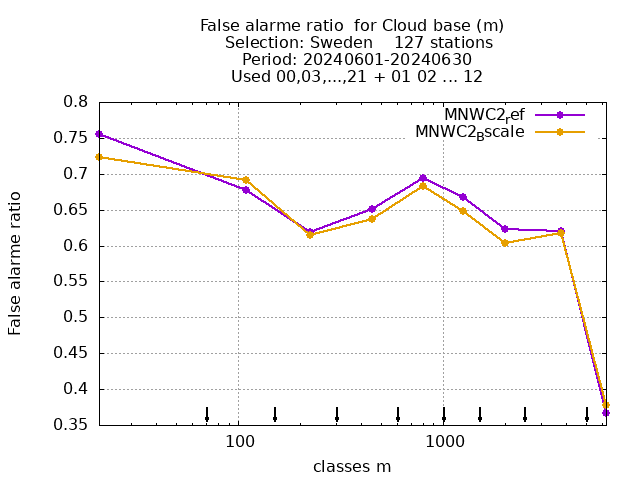 False alarme ratio  for Cloud base (m)
Selection: Sweden    127 stations
Period: 20240601-20240630
Used 00,03,...,21 + 01 02 ... 12
MNWC2ref
MNWC2Bscale
0.8
0.75
0.7
0.65
0.6
0.55
0.5
0.45
0.4
0.35
False alarme ratio
100
1000
classes m